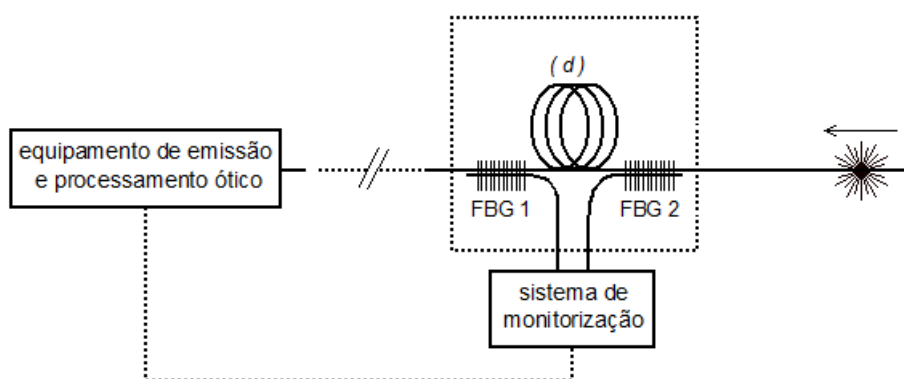 ( d )
equipamento de emissão
e processamento ótico
FBG 1
FBG 2
sistema de
monitorização